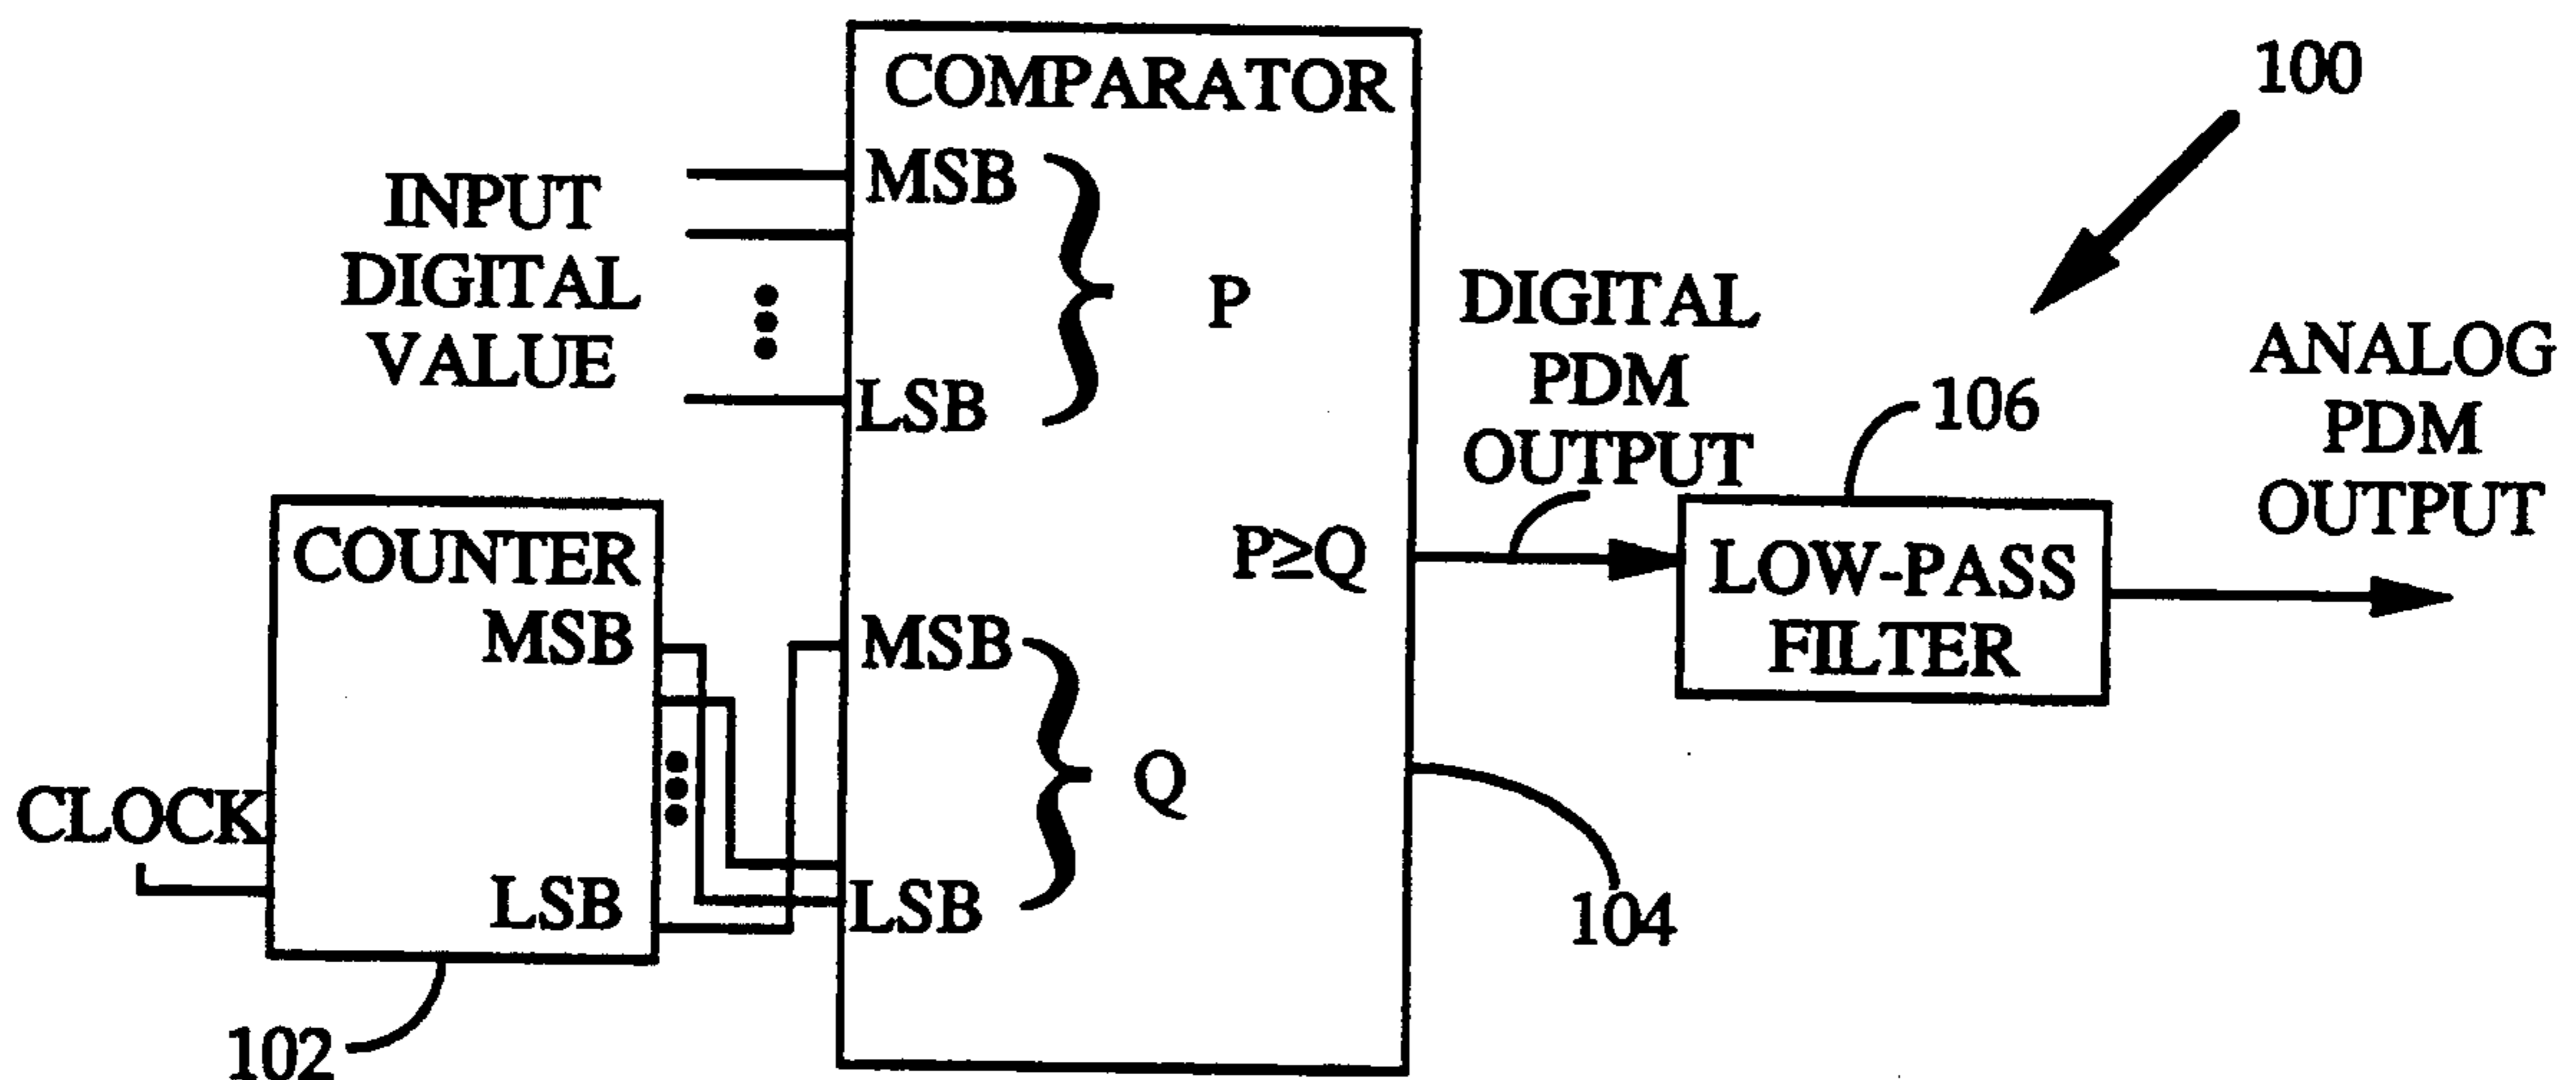 COMPARATOR
100
INPUT
DIGITAL
VALUE
MSB
P
LSB
DIGITAL
PDM
OUTPUT
ANALOG
PDM
OUTPUT
106
COUNTER
MSB
LSB
CLOCK
102
P≥Q
LOW-PASS
FILTER
MSB
Q
LSB
104